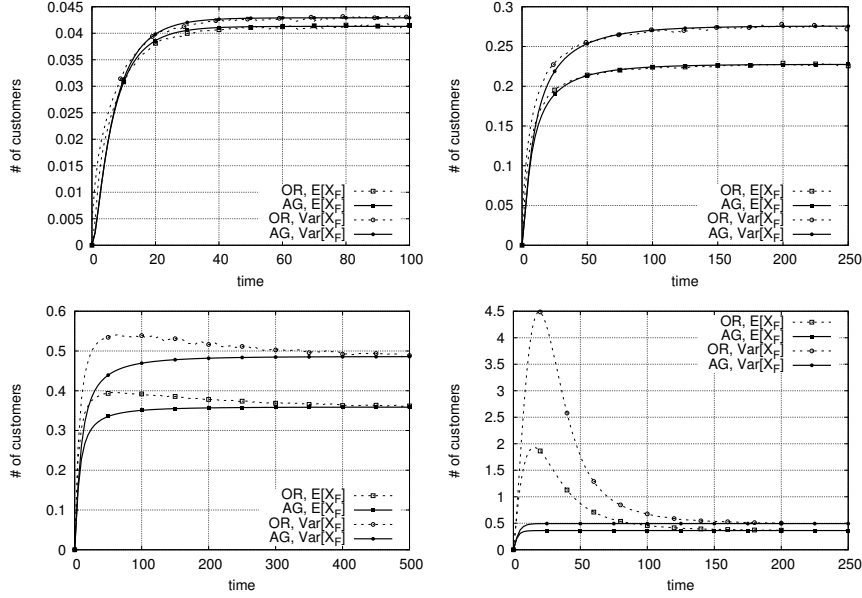 0.045
0.04
0.035
0.03
0.025
0.02
0.015
0.01
0.005
0
# of customers
OR, E[X_F]
AG, E[X_F]
OR, Var[X_F]
AG, Var[X_F]
0 20 40 60 80 100
time
0.3
0.25
0.2
0.15
0.1
0.05
0
# of customers
OR, E[X_F]
AG, E[X_F]
OR, Var[X_F]
AG, Var[X_F]
0 50 100 150 200 250
time
0.6
0.5
0.4
0.3
0.2
0.1
0
# of customers
OR, E[X_F]
AG, E[X_F]
OR, Var[X_F]
AG, Var[X_F]
0 100 200 300 400 500
time
4.5
4
3.5
3
2.5
2
1.5
1
0.5
0
# of customers
OR, E[X_F]
AG, E[X_F]
OR, Var[X_F]
AG, Var[X_F]
0 50 100 150 200 250
time